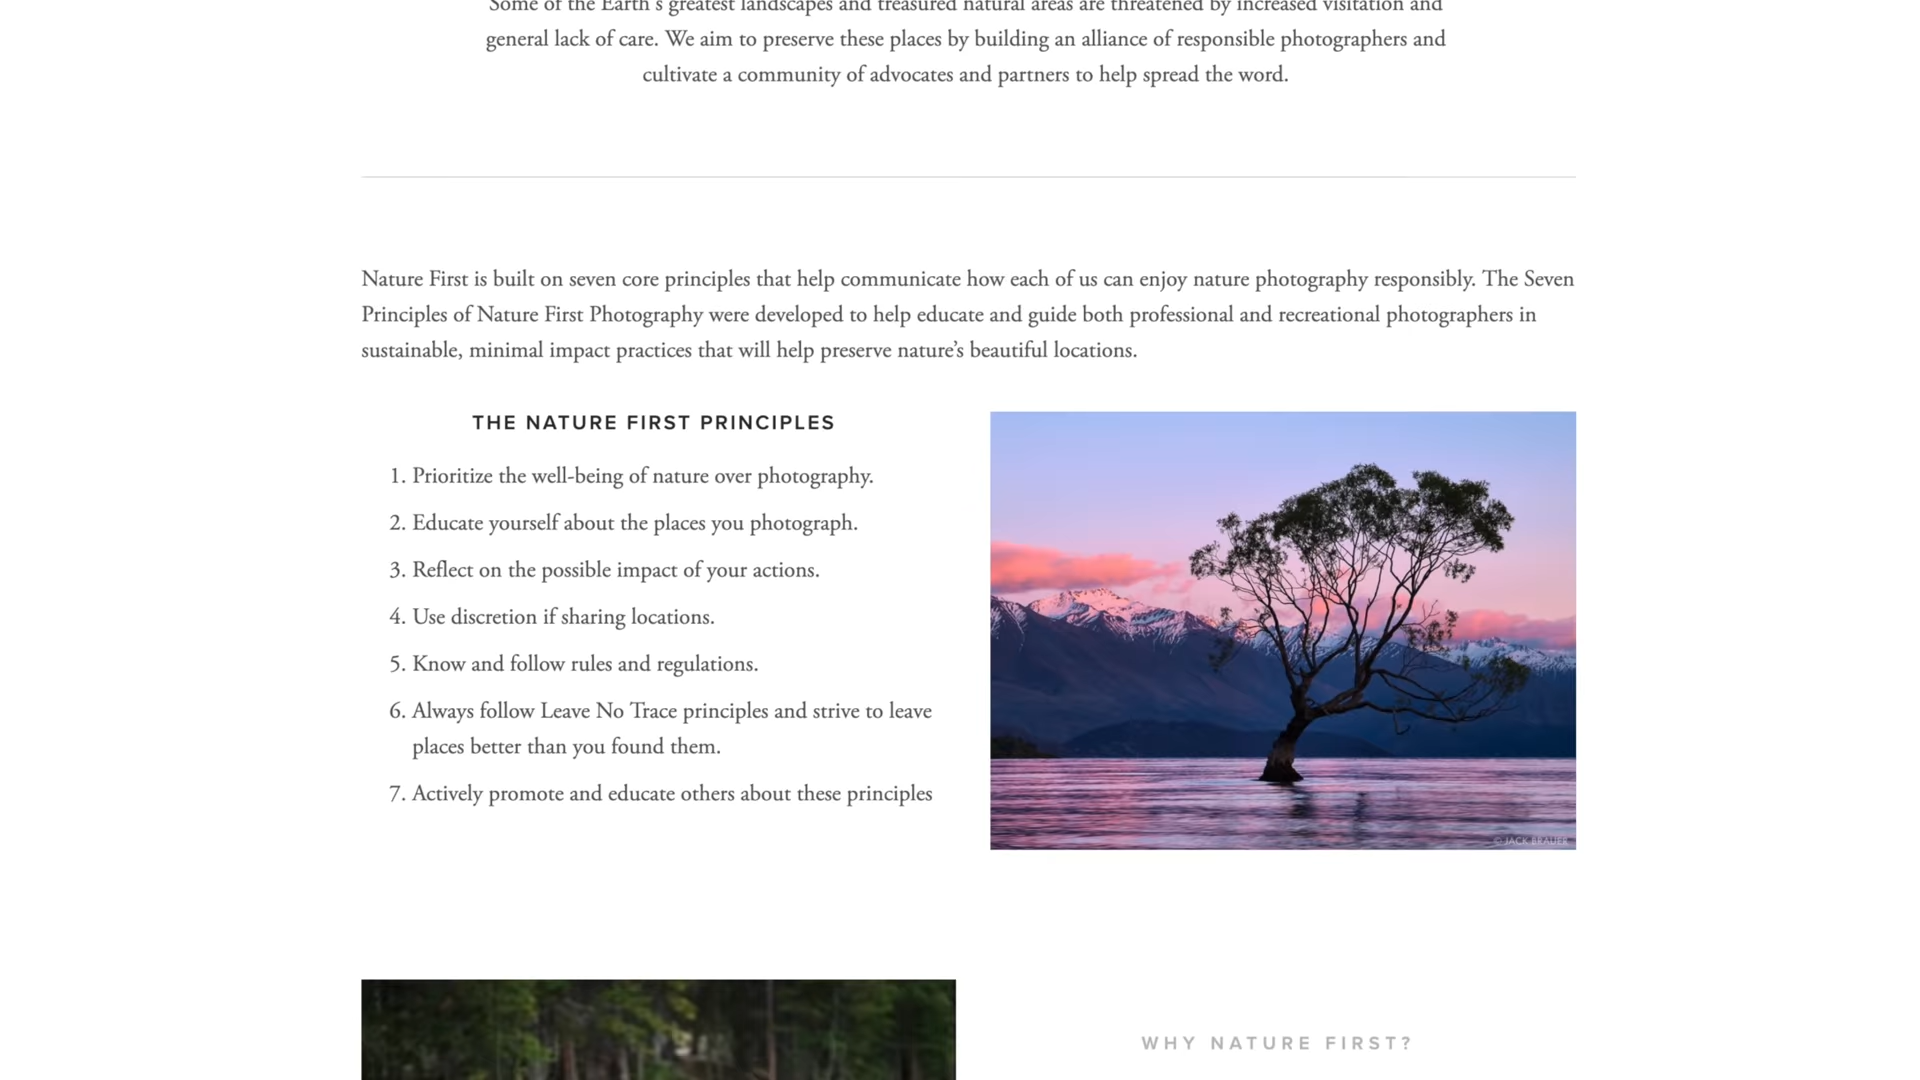 Some of the Earth's greatest landscapes and treasured natural areas are threatened by increased visitation and
general lack of care. We aim to preserve these places by building an alliance of responsible photographers and
cultivate a community of advocates and partners to help spread the word.
Nature First is built on seven core principles that help communicate how each of us can enjoy nature photography responsibly. The Seven
Principles of Nature First Photography were developed to help educate and guide both professional and recreational photographers in
sustainable, minimal impact practices that will help preserve nature’s beautiful locations.
THE NATURE FIRST PRINCIPLES
1. Prioritize the well-being of nature over photography.
2. Educate yourself about the places you photograph.
3. Reflect on the possible impact of your actions.
4. Use discretion if sharing locations.
5. Know and follow rules and regulations.
6. Always follow Leave No Trace principles and strive to leave
places better than you found them.
7. Actively promote and educate others about these principles
© JACK BRAUER
WHY NATURE FIRST?